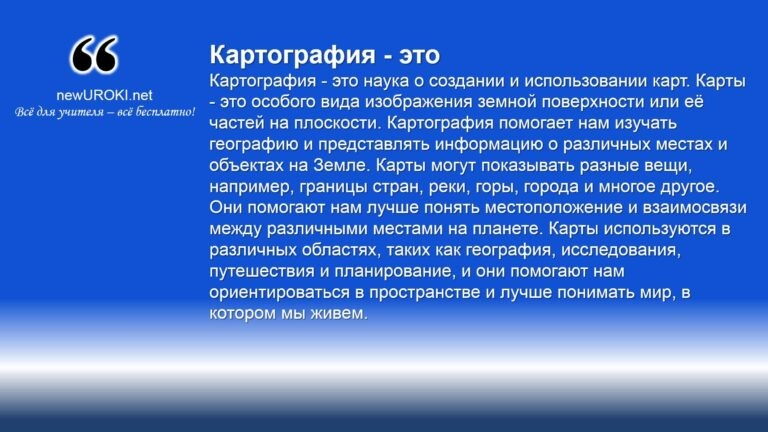 Картография - это
newUROKI.net
Всё для учителя – всё бесплатно!
Картография - это наука о создании и использовании карт. Карты
- это особого вида изображения земной поверхности или её
частей на плоскости. Картография помогает нам изучать
географию и представлять информацию о различных местах и
объектах на Земле. Карты могут показывать разные вещи,
например, границы стран, реки, горы, города и многое другое.
Они помогают нам лучше понять местоположение и взаимосвязи
между различными местами на планете. Карты используются в
различных областях, таких как география, исследования,
путешествия и планирование, и они помогают нам
ориентироваться в пространстве и лучше понимать мир, в
котором мы живем.